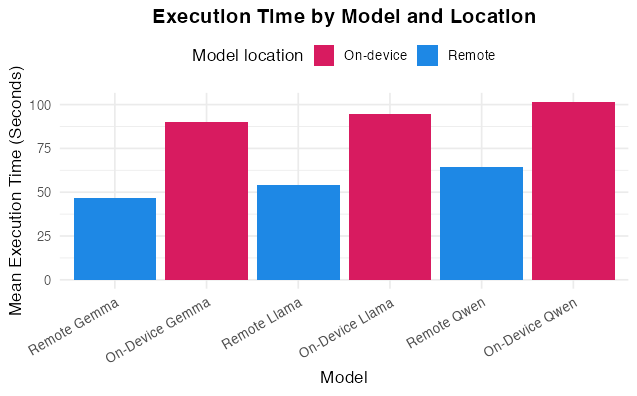 Execution Time by Model and Location
Model location On-device Remote
Mean Execution Time (Seconds)
100
75
50
25
0
Remote Gemma
On-Device Gemma
Remote Llama
On-Device Llama
Remote Qwen
On-Device Qwen
Model